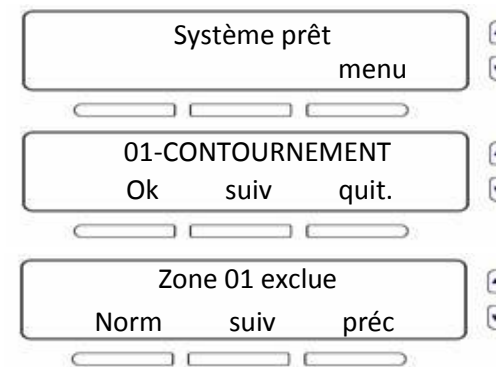 Système prêt
menu
01-CONTOURNEMENT
Ok suiv quit.
Zone 01 exclue
Norm suiv préc